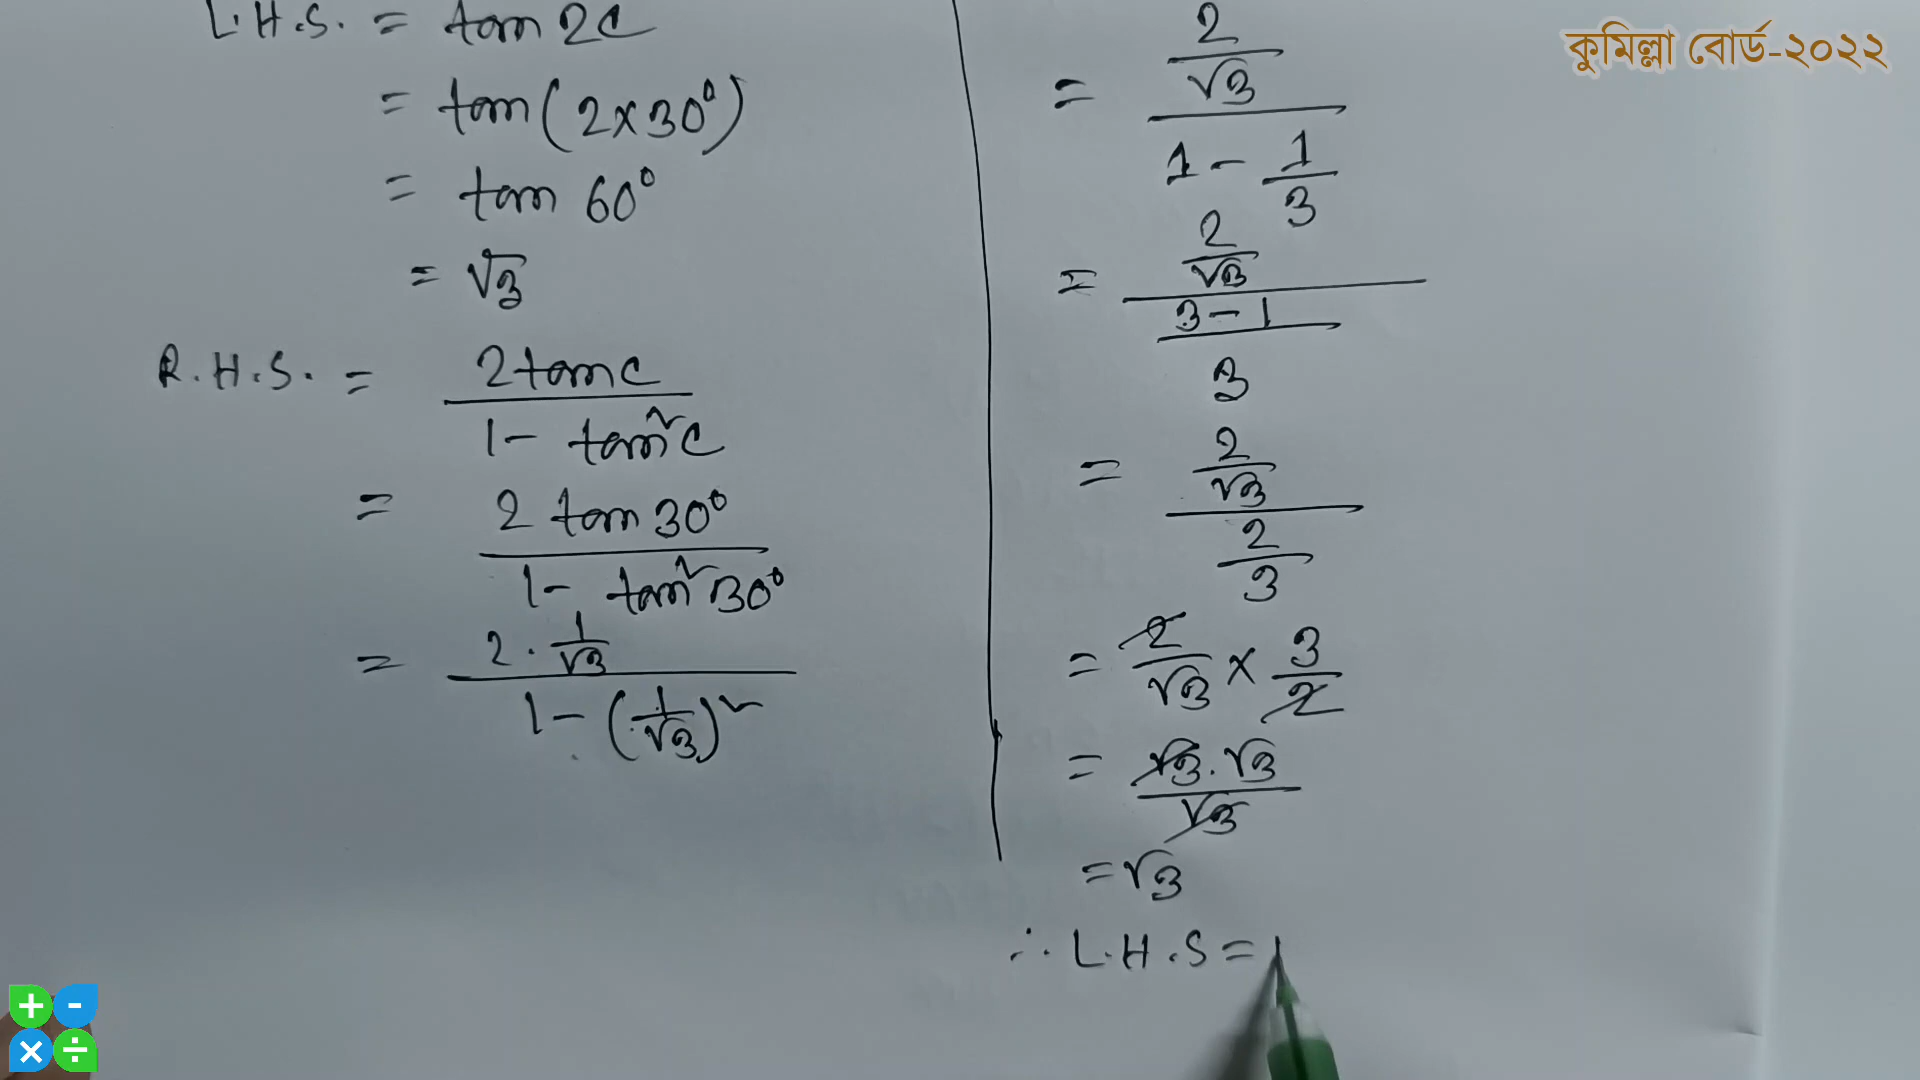 কুমিল্লা বোর্ড-২০২২
L.H.S. = tan 2C
= tan (2×30°)
= tan 60°
= √3
R.H.S. = 2tanC / 1 - tan²C
= 2 tan 30° / 1 - tan² 30°
= 2 · 1/√3 / 1 - (1/√3)²
= 2/√3 / 1 - 1/3
= 2/√3 / 3-1/3
= 2/√3 / 2/3
= 2/√3 × 3/2
= √3.√3/√3
= √3
∴ L.H.S =
+ - × ÷